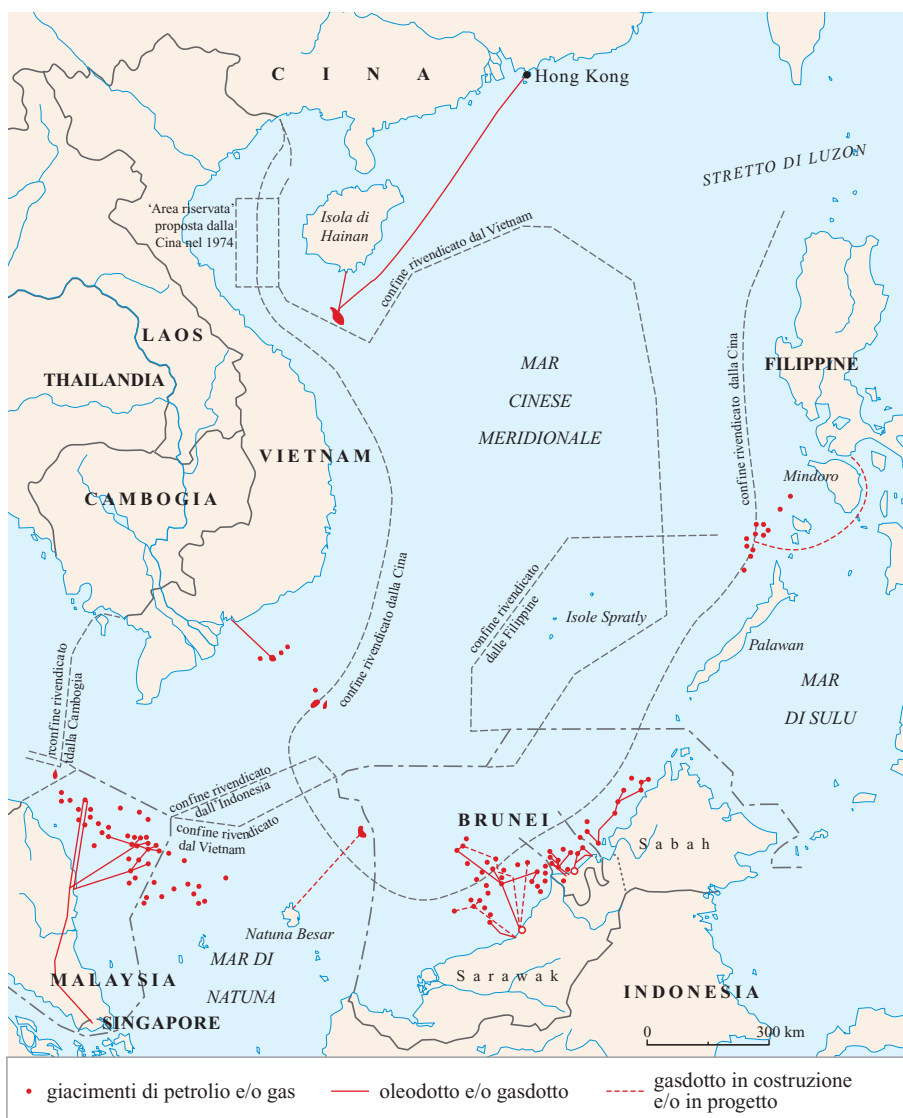 C I N A
Hong Kong
STRETTO DI LUZON
'Area riservata'
proposta dalla
Cina nel 1974
Isola di
Hainan
confine rivendicato dal Vietnam
LAOS
THAILANDIA
MAR
CINESE
MERIDIONALE
confine rivendicato dalla Cina
FILIPPINE
VIETNAM
CAMBOGIA
Mindoro
confine rivendicato
dalle Filippine
Isole Spratly
confine rivendicato dalla Cina
Palawan
MAR
DI SULU
confine rivendicato
dalla Cambogia
confine rivendicato
dall'Indonesia
confine rivendicato
dal Vietnam
BRUNEI
Sabah
Natuna Besar
MAR DI
NATUNA
MALAYSIA
SINGAPORE
Sarawak
INDONESIA
0 300 km
giacimenti di petrolio e/o gas
oleodotto e/o gasdotto
gasdotto in costruzione
e/o in progetto